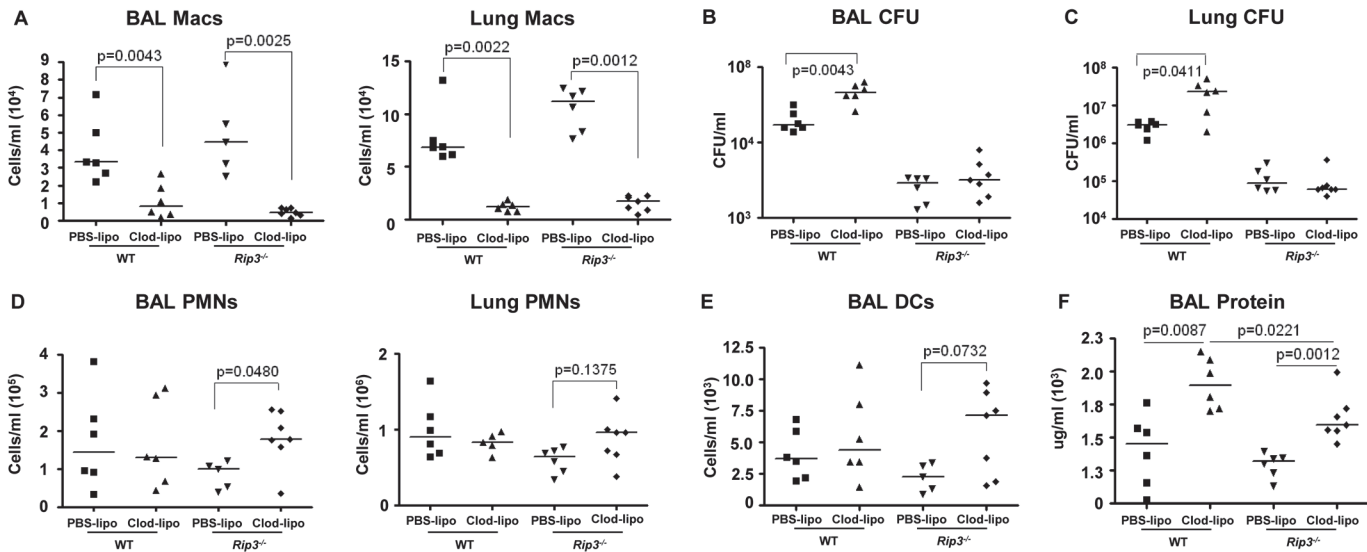 A
BAL Macs
Cells/ml (10⁴)
9
8
7
6
5
4
3
2
1
0
p=0.0043
p=0.0025
PBS-lipo Clod-lipo PBS-lipo Clod-lipo
WT Rip3-/-
Lung Macs
Cells/ml (10⁴)
15
10
5
0
p=0.0022
p=0.0012
PBS-lipo Clod-lipo PBS-lipo Clod-lipo
WT Rip3-/-
B
BAL CFU
CFU/ml
10⁸
10⁴
10³
p=0.0043
PBS-lipo Clod-lipo PBS-lipo Clod-lipo
WT Rip3-/-
C
Lung CFU
CFU/ml
10⁸
10⁷
10⁶
10⁵
10⁴
p=0.0411
PBS-lipo Clod-lipo PBS-lipo Clod-lipo
WT Rip3-/-
D
BAL PMNs
Cells/ml (10⁵)
4
3
2
1
0
p=0.0480
PBS-lipo Clod-lipo PBS-lipo Clod-lipo
WT Rip3-/-
Lung PMNs
Cells/ml (10⁶)
2
1
0
p=0.1375
PBS-lipo Clod-lipo PBS-lipo Clod-lipo
WT Rip3-/-
E
BAL DCs
Cells/ml (10³)
12.5
10.0
7.5
5.0
2.5
0
p=0.0732
PBS-lipo Clod-lipo PBS-lipo Clod-lipo
WT Rip3-/-
F
BAL Protein
ug/ml (10³)
2.3
2.0
1.8
1.5
1.3
0
p=0.0087
p=0.0221
p=0.0012
PBS-lipo Clod-lipo PBS-lipo Clod-lipo
WT Rip3-/-